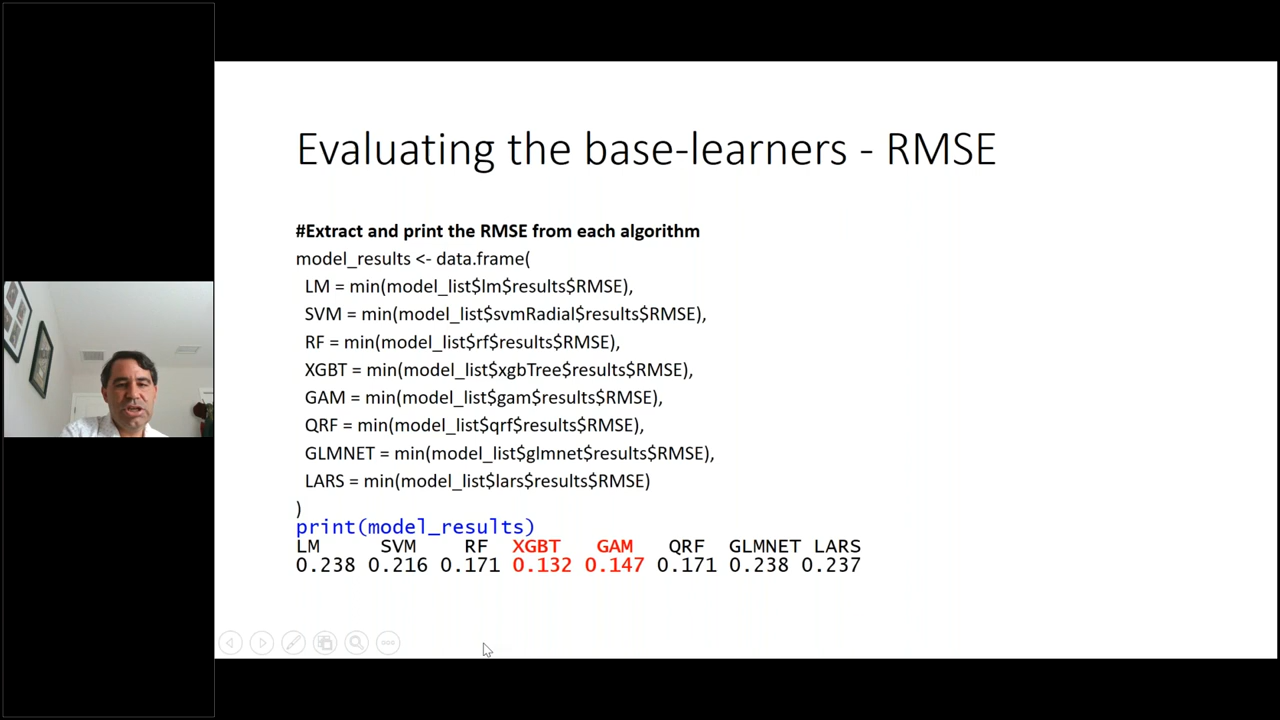 Evaluating the base-learners - RMSE
#Extract and print the RMSE from each algorithm
model_results <- data.frame(
LM = min(model_list$lm$results$RMSE),
SVM = min(model_list$svmRadial$results$RMSE),
RF = min(model_list$rf$results$RMSE),
XGBT = min(model_list$xgbTree$results$RMSE),
GAM = min(model_list$gam$results$RMSE),
QRF = min(model_list$qrf$results$RMSE),
GLMNET = min(model_list$glmnet$results$RMSE),
LARS = min(model_list$lars$results$RMSE)
)
print(model_results)
LM SVM RF XGBT GAM QRF GLMNET LARS
0.238 0.216 0.171 0.132 0.147 0.171 0.238 0.237